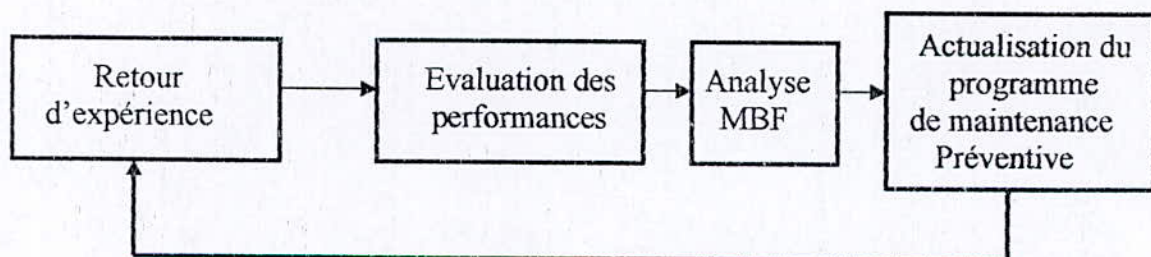 Retour
d'expérience
Evaluation des
performances
Analyse
MBF
Actualisation du
programme
de maintenance
Préventive